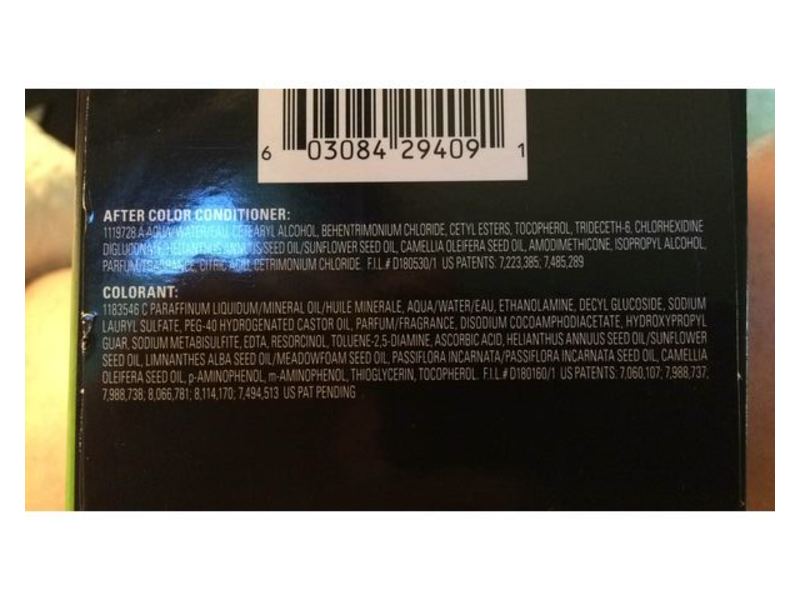 6 03084 29409 1
AFTER COLOR CONDITIONER:
1119728 A AQUA/WATER/EAU, CETEARYL ALCOHOL, BEHENTRIMONIUM CHLORIDE, CETYL ESTERS, TOCOPHEROL, TRIDECETH-6, CHLORHEXIDINE
DIGLUCONATE, HELIANTHUS ANNUUS SEED OIL/SUNFLOWER SEED OIL, CAMELLIA OLEIFERA SEED OIL, AMODIMETHICONE, ISOPROPYL ALCOHOL,
PARFUM/FRAGRANCE, CITRIC ACID, CETRIMONIUM CHLORIDE. F.I.L.# D180530/1 US PATENTS: 7,223,385; 7,485,289
COLORANT:
1183546 C PARAFFINUM LIQUIDUM/MINERAL OIL/HUILE MINERALE, AQUA/WATER/EAU, ETHANOLAMINE, DECYL GLUCOSIDE, SODIUM
LAURYL SULFATE, PEG-40 HYDROGENATED CASTOR OIL, PARFUM/FRAGRANCE, DISODIUM COCOAMPHODIACETATE, HYDROXYPROPYL
GUAR, SODIUM METABISULFITE, EDTA, RESORCINOL, TOLUENE-2,5-DIAMINE, ASCORBIC ACID, HELIANTHUS ANNUUS SEED OIL/SUNFLOWER
SEED OIL, LIMNANTHES ALBA SEED OIL/MEADOWFOAM SEED OIL, PASSIFLORA INCARNATA/PASSIFLORA INCARNATA SEED OIL, CAMELLIA
OLEIFERA SEED OIL, p-AMINOPHENOL, m-AMINOPHENOL, THIOGLYCERIN, TOCOPHEROL. F.I.L.# D180160/1 US PATENTS: 7,060,107; 7,988,737;
7,988,738; 8,066,781; 8,114,170; 7,494,513 US PAT PENDING